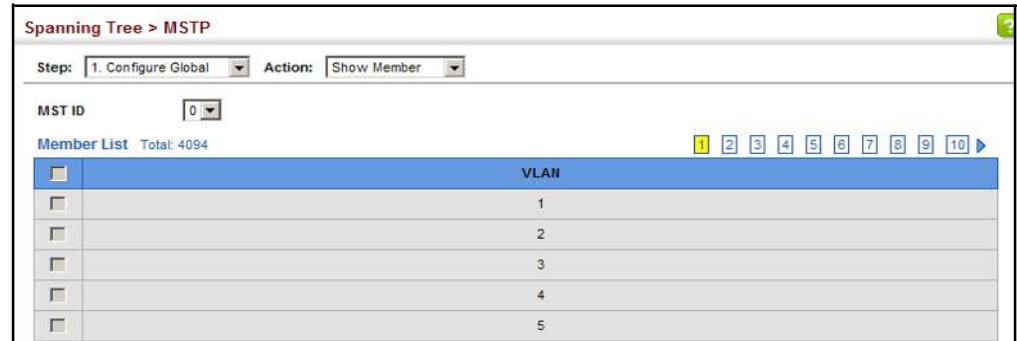 Spanning Tree > MSTP
?
Step: 1. Configure Global Action: Show Member
MST ID 0
Member List Total: 4094 1 2 3 4 5 6 7 8 9 10
VLAN
1
2
3
4
5